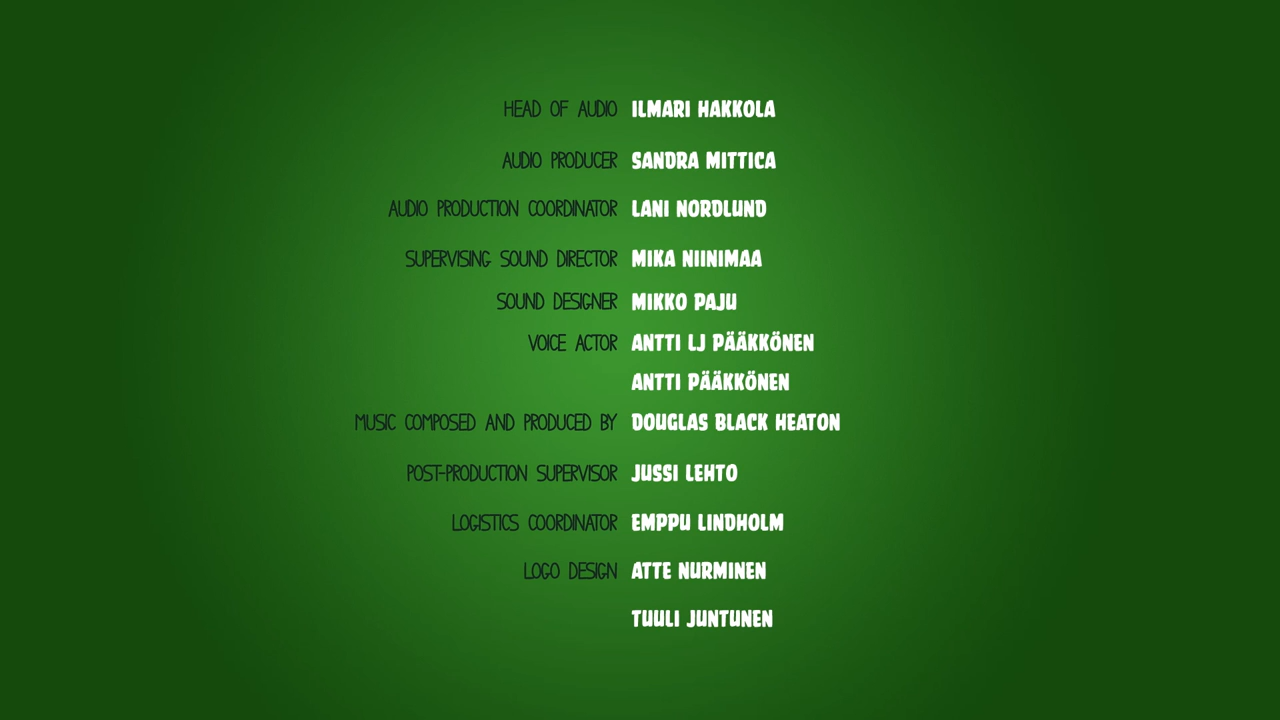 HEAD OF AUDIO ILMARI HAKKOLA
AUDIO PRODUCER SANDRA MITTICA
AUDIO PRODUCTION COORDINATOR LANI NORDLUND
SUPERVISING SOUND DIRECTOR MIKA NIINIMAA
SOUND DESIGNER MIKKO PAJU
VOICE ACTOR ANTTI LJ PÄÄKKÖNEN
ANTTI PÄÄKKÖNEN
MUSIC COMPOSED AND PRODUCED BY DOUGLAS BLACK HEATON
POST-PRODUCTION SUPERVISOR JUSSI LEHTO
LOGISTICS COORDINATOR EMPPU LINDHOLM
LOGO DESIGN ATTE NURMINEN
TUULI JUNTUNEN